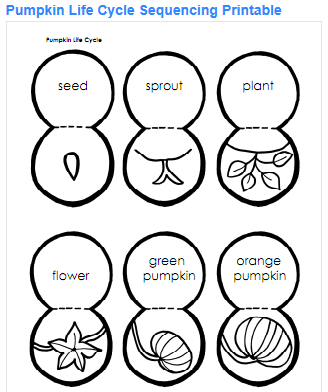 Pumpkin Life Cycle Sequencing Printable
Pumpkin Life Cycle
seed sprout plant
flower green pumpkin orange pumpkin